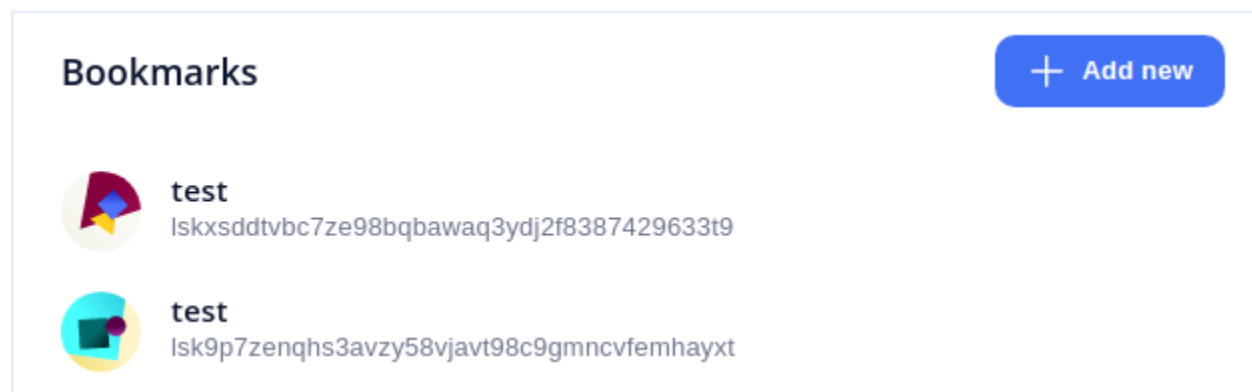 Bookmarks
Add new
test
lskxsddtvbc7ze98bqbawaq3ydj2f8387429633t9
test
lsk9p7zenqhs3avzy58vjavt98c9gmncvfemhayxt